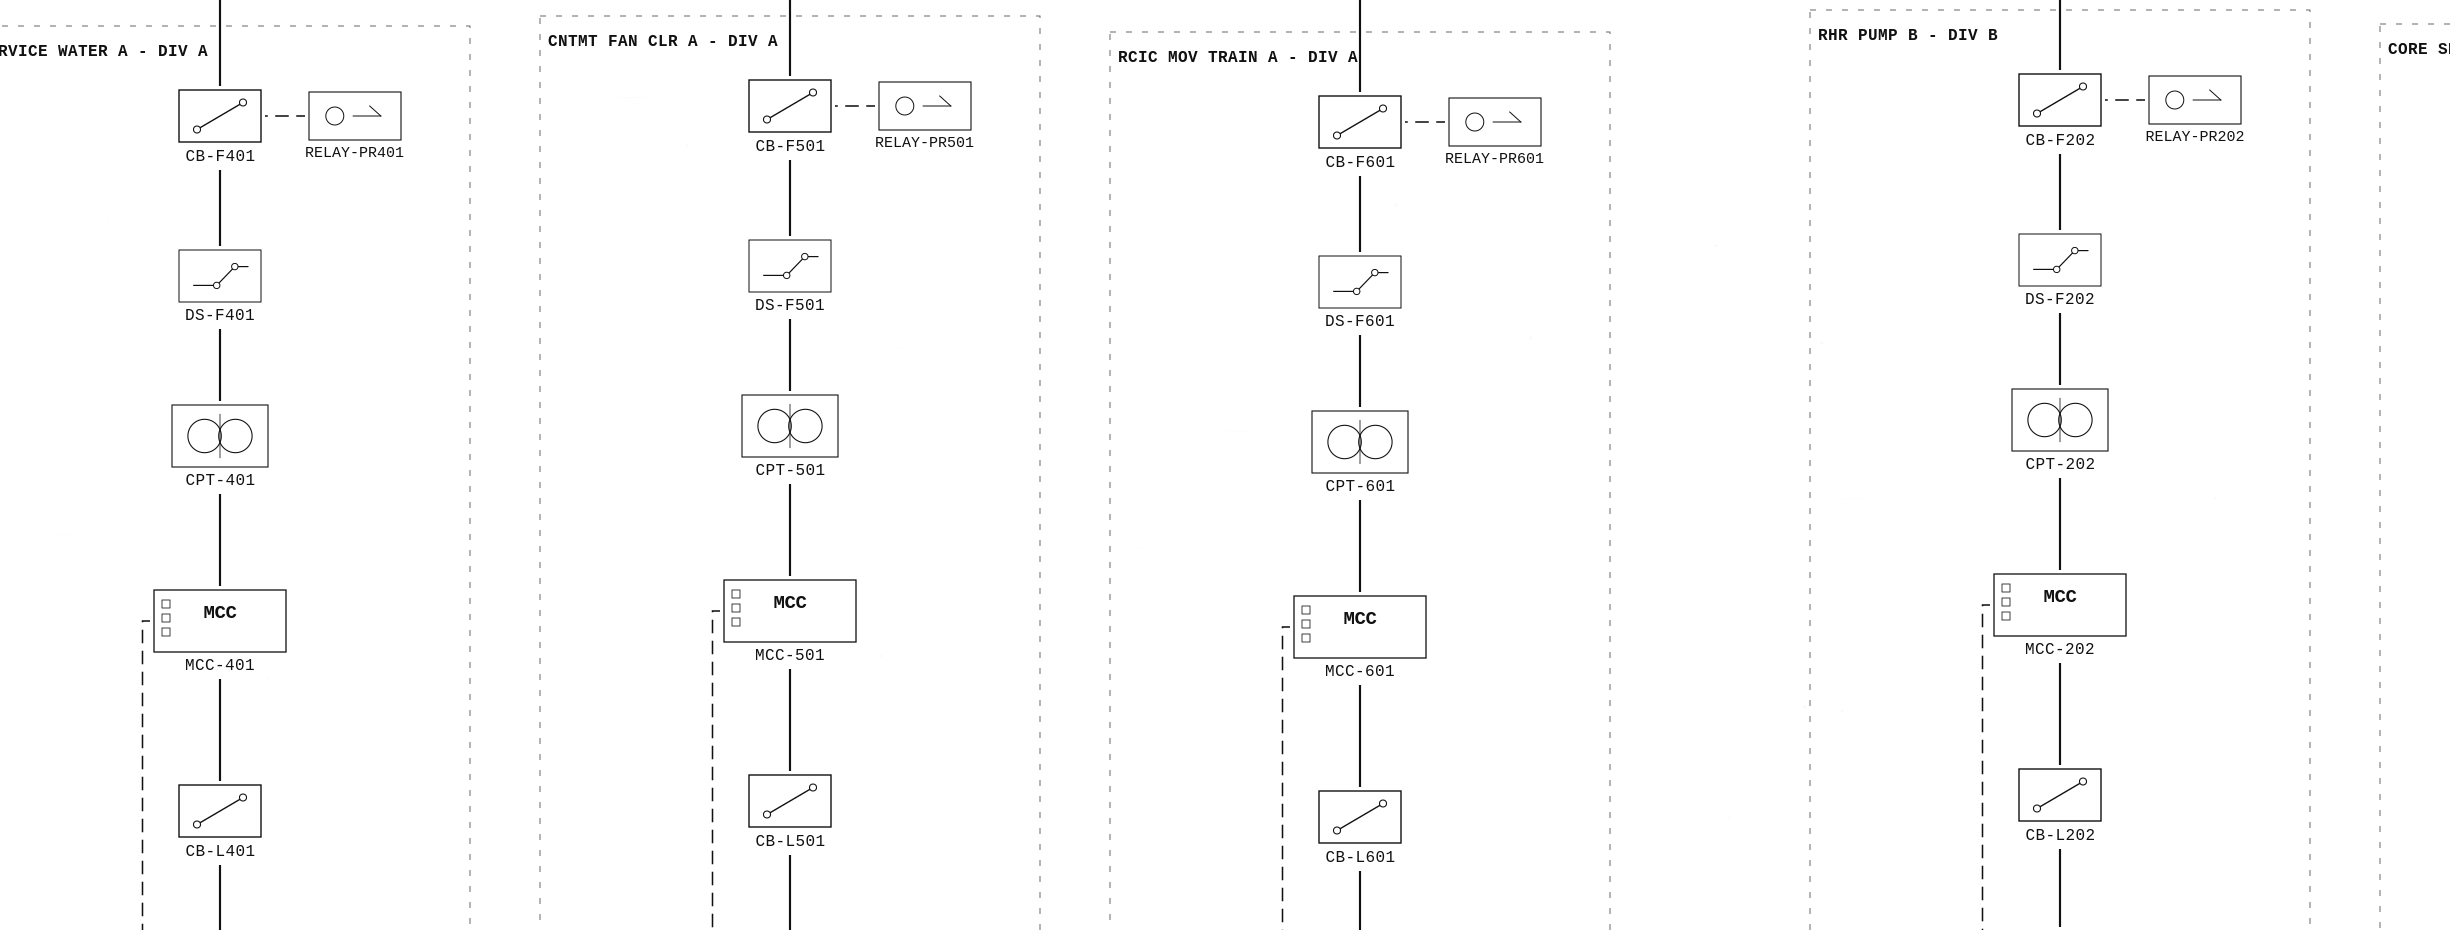 RVICE WATER A - DIV A
CB-F401
RELAY-PR401
DS-F401
CPT-401
MCC
MCC-401
CB-L401
CNTMT FAN CLR A - DIV A
CB-F501
RELAY-PR501
DS-F501
CPT-501
MCC
MCC-501
CB-L501
RCIC MOV TRAIN A - DIV A
CB-F601
RELAY-PR601
DS-F601
CPT-601
MCC
MCC-601
CB-L601
RHR PUMP B - DIV B
CB-F202
RELAY-PR202
DS-F202
CPT-202
MCC
MCC-202
CB-L202
CORE